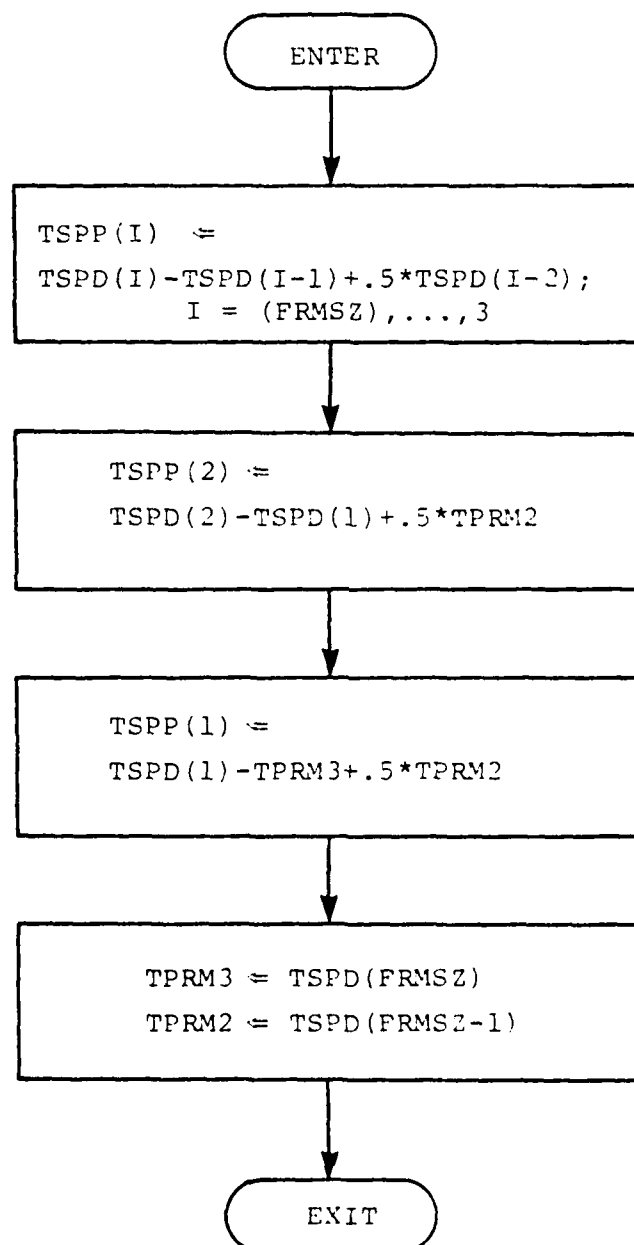 ENTER
TSPP(I) ⇐
TSPD(I)-TSPD(I-1)+.5*TSPD(I-2);
I = (FRMSZ),...,3
TSPP(2) ⇐
TSPD(2)-TSPD(1)+.5*TPRM2
TSPP(1) ⇐
TSPD(1)-TPRM3+.5*TPRM2
TPRM3 ⇐ TSPD(FRMSZ)
TPRM2 ⇐ TSPD(FRMSZ-1)
EXIT